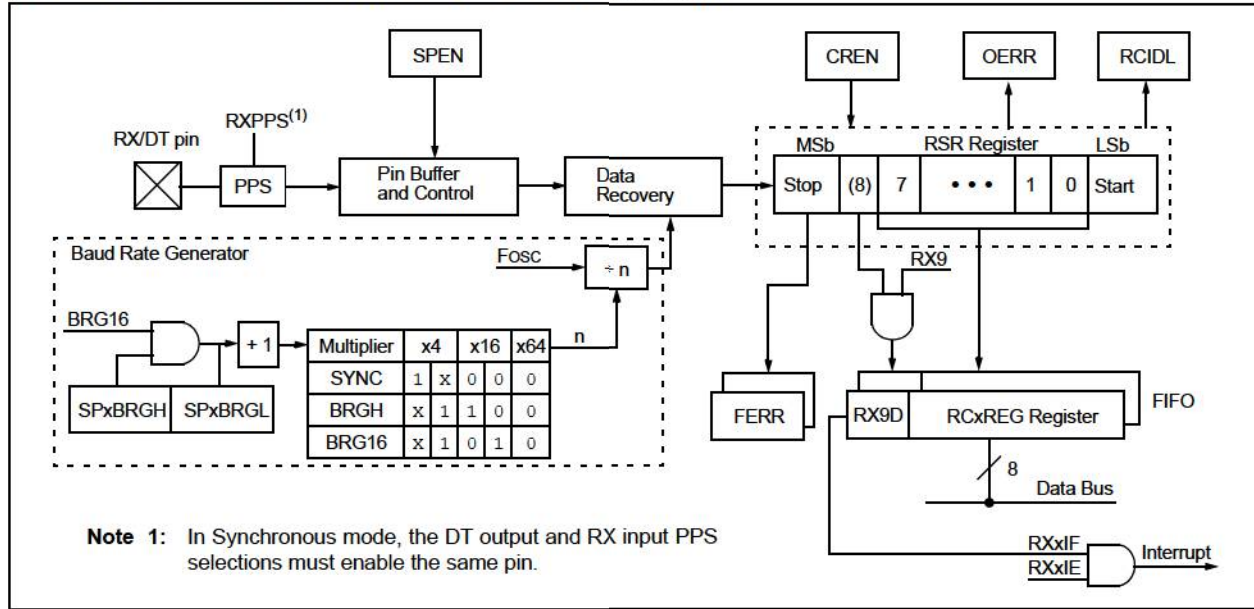 SPEN
CREN
OERR
RCIDL
RXPPS(1)
RX/DT pin
PPS
Pin Buffer
and Control
Data
Recovery
MSb
RSR Register
LSb
Stop (8) 7 • • • 1 0 Start
Baud Rate Generator
FOSC
÷ n
RX9
BRG16
+ 1
n
Multiplier x4 x16 x64
SYNC 1 x 0 0 0
BRGH x 1 1 0 0
BRG16 x 1 0 1 0
SPxBRGH SPxBRGL
FERR
RX9D RCxREG Register
FIFO
8
Data Bus
Note 1: In Synchronous mode, the DT output and RX input PPS
selections must enable the same pin.
RXxIF
RXxIE
Interrupt